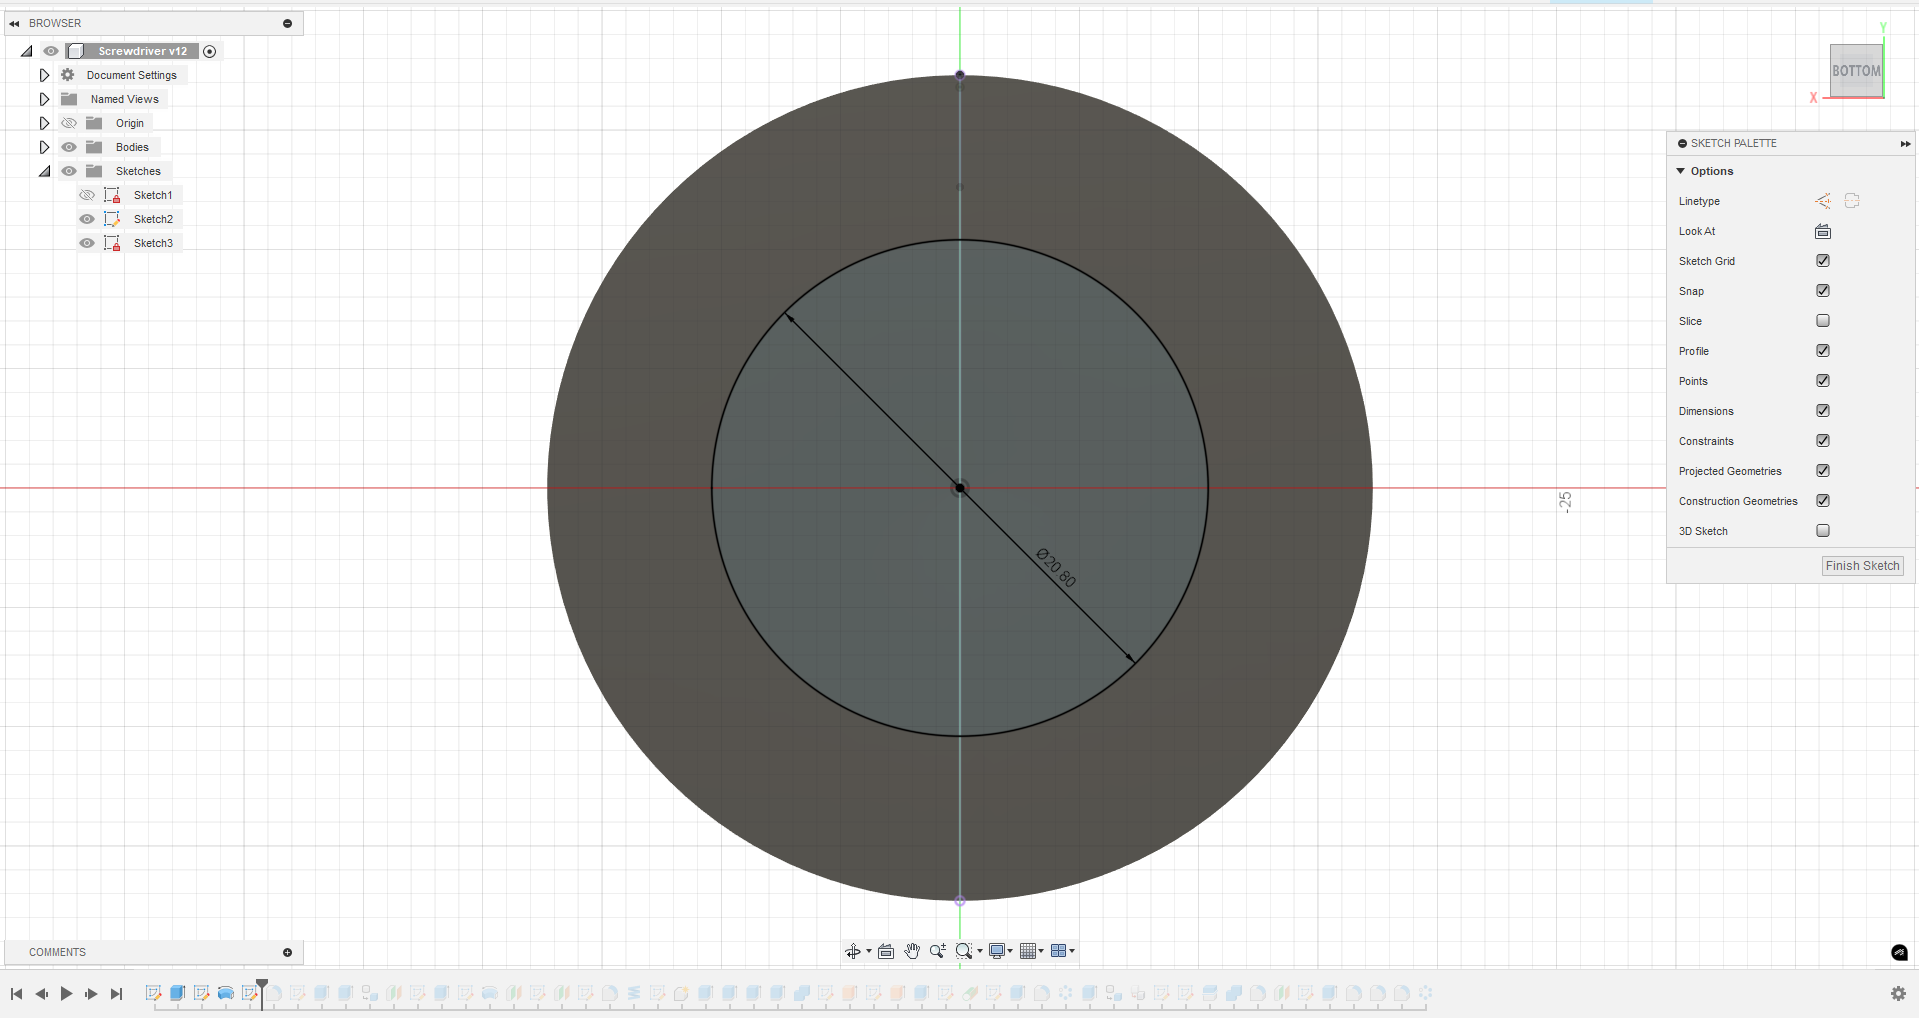 BROWSER
Screwdriver v12
Document Settings
Named Views
Origin
Bodies
Sketches
Sketch1
Sketch2
Sketch3
Y
BOTTOM
X
SKETCH PALETTE
Options
Linetype
Look At
Sketch Grid
Snap
Slice
Profile
Points
Dimensions
Constraints
Projected Geometries
Construction Geometries
3D Sketch
Finish Sketch
-25
Ø20.80
COMMENTS